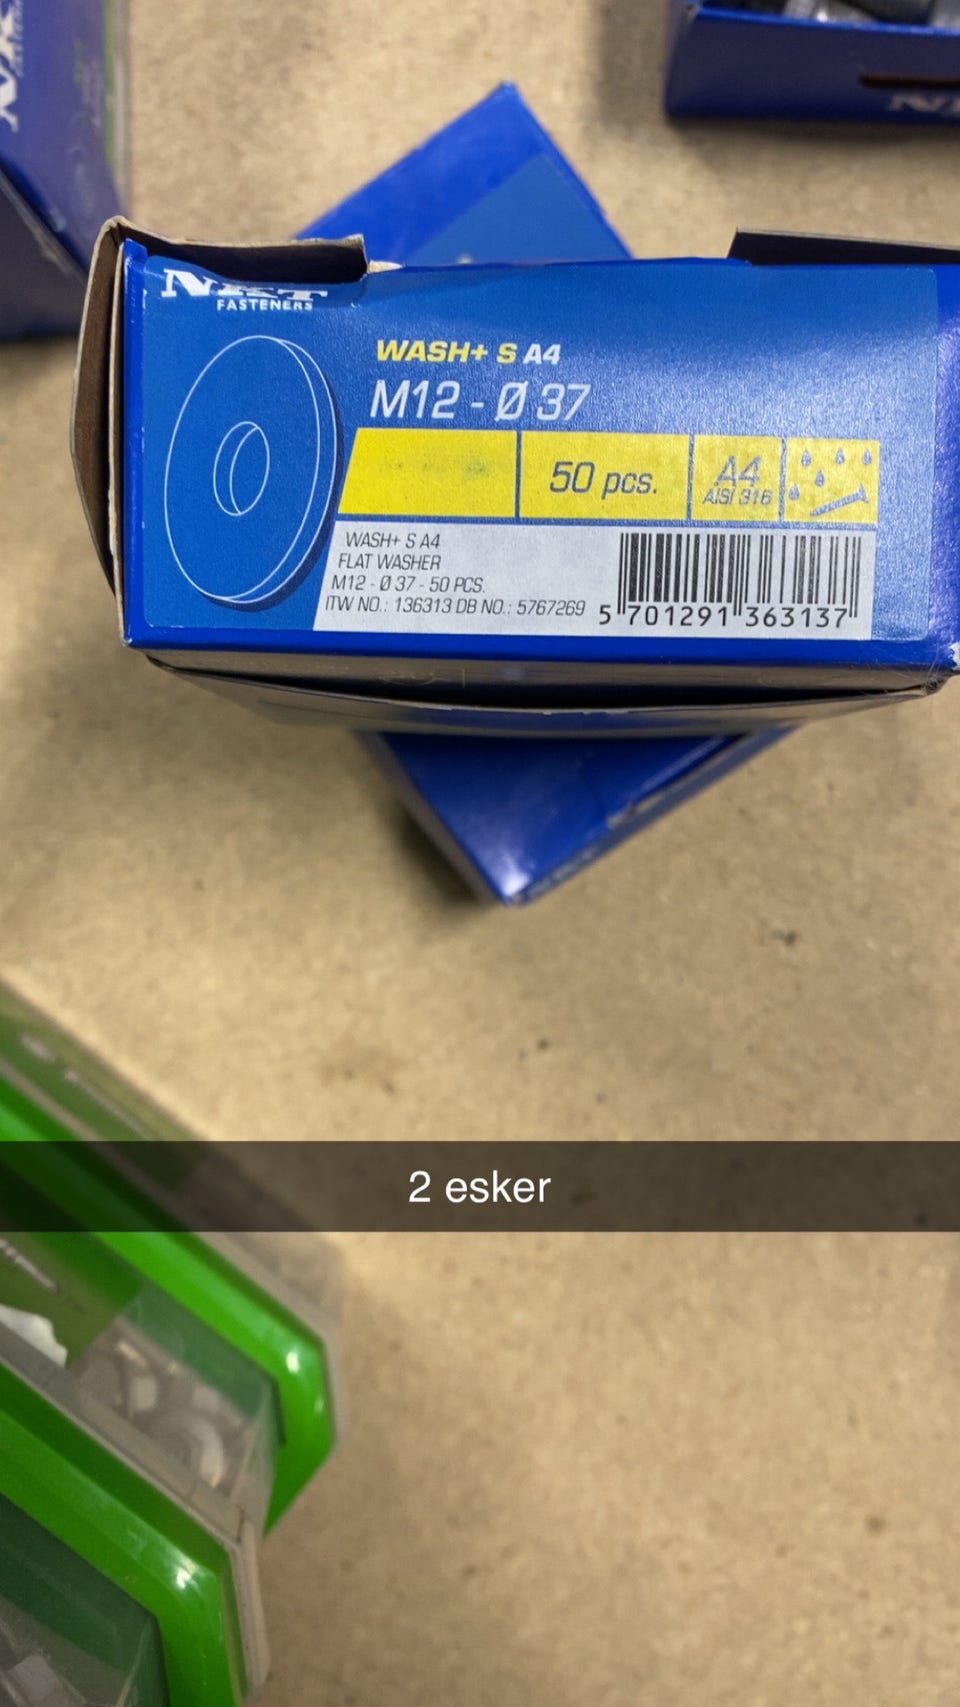 NKT
FASTENERS
WASH+ S A4
M12 - Ø 37
50 pcs.
A4
AISI 316
WASH+ S A4
FLAT WASHER
M12 - Ø 37 - 50 PCS.
ITW NO.: 136313 DB NO.: 5767269
5 701291 363137
2 esker